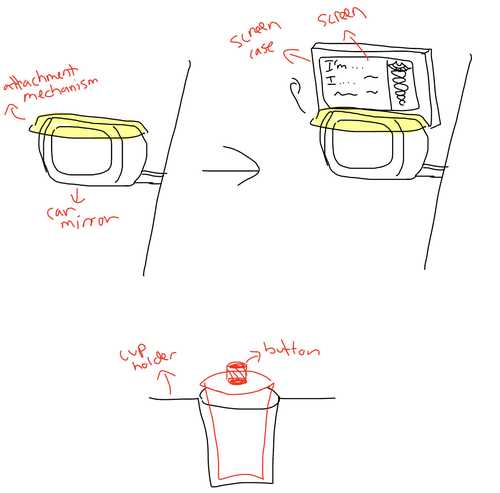 screen
case
screen
I'm...
I....
attachment
mechanism
car
mirror
cup
holder
button